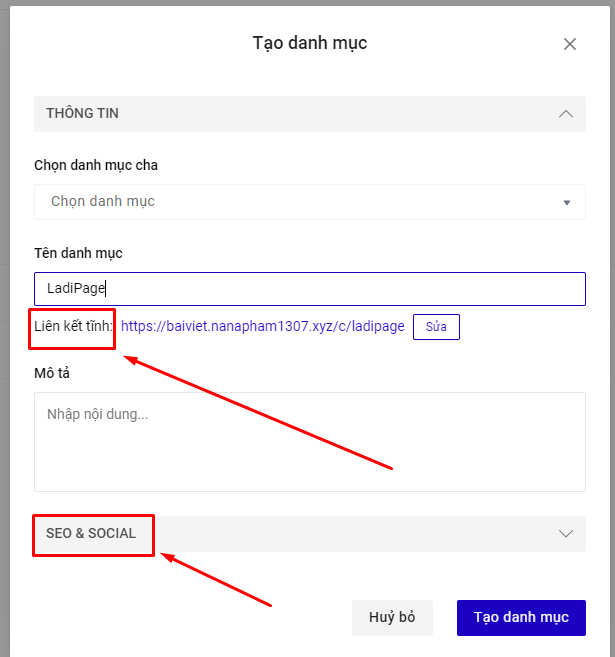 Tạo danh mục
THÔNG TIN
Chọn danh mục cha
Chọn danh mục
Tên danh mục
LadiPage
Liên kết tĩnh: https://baiviet.nanapham1307.xyz/c/ladipage Sửa
Mô tả
Nhập nội dung...
SEO & SOCIAL
Huỷ bỏ Tạo danh mục